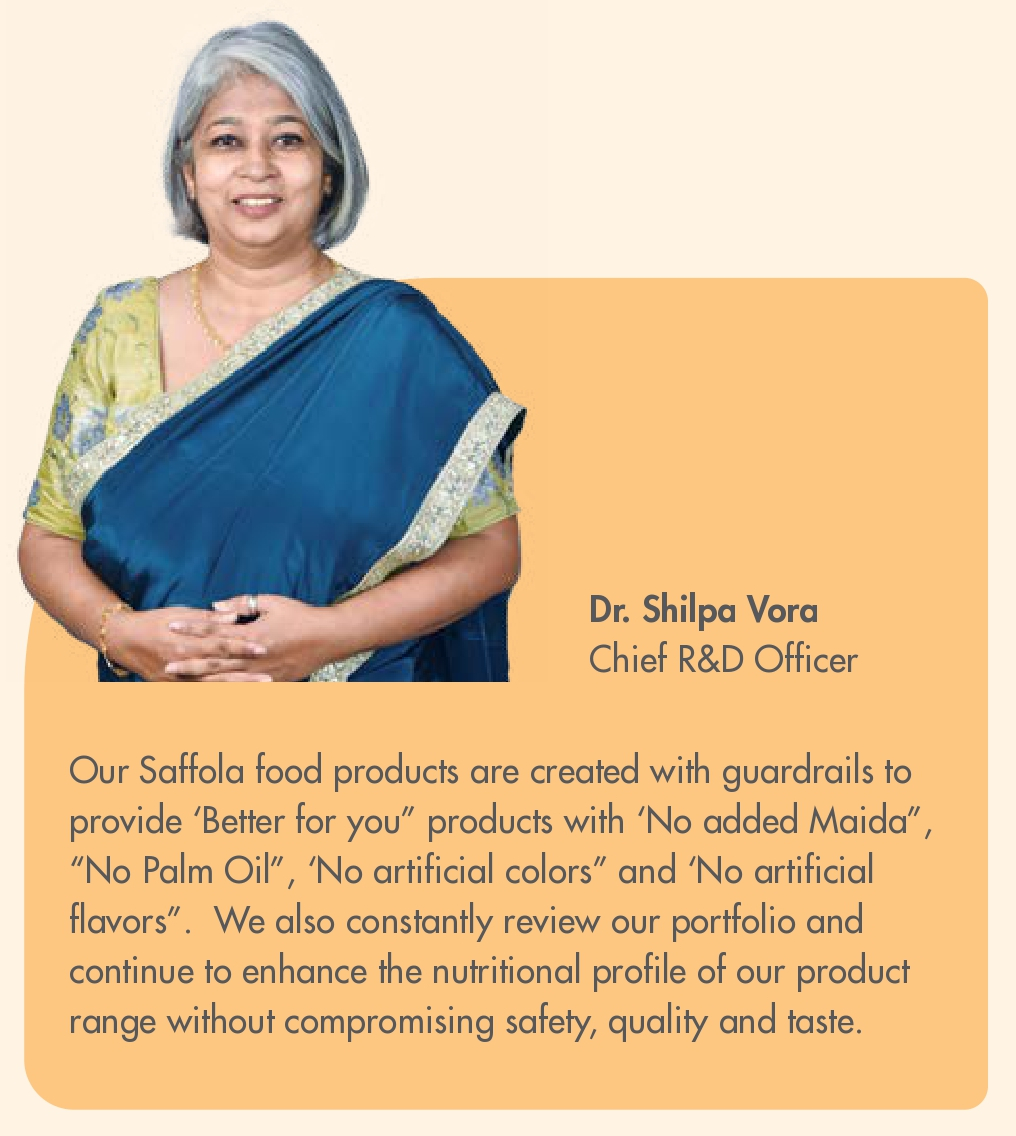 Dr. Shilpa Vora
Chief R&D Officer
Our Saffola food products are created with guardrails to
provide ‘Better for you” products with ‘No added Maida”,
“No Palm Oil”, ‘No artificial colors” and ‘No artificial
flavors”.  We also constantly review our portfolio and
continue to enhance the nutritional profile of our product
range without compromising safety, quality and taste.